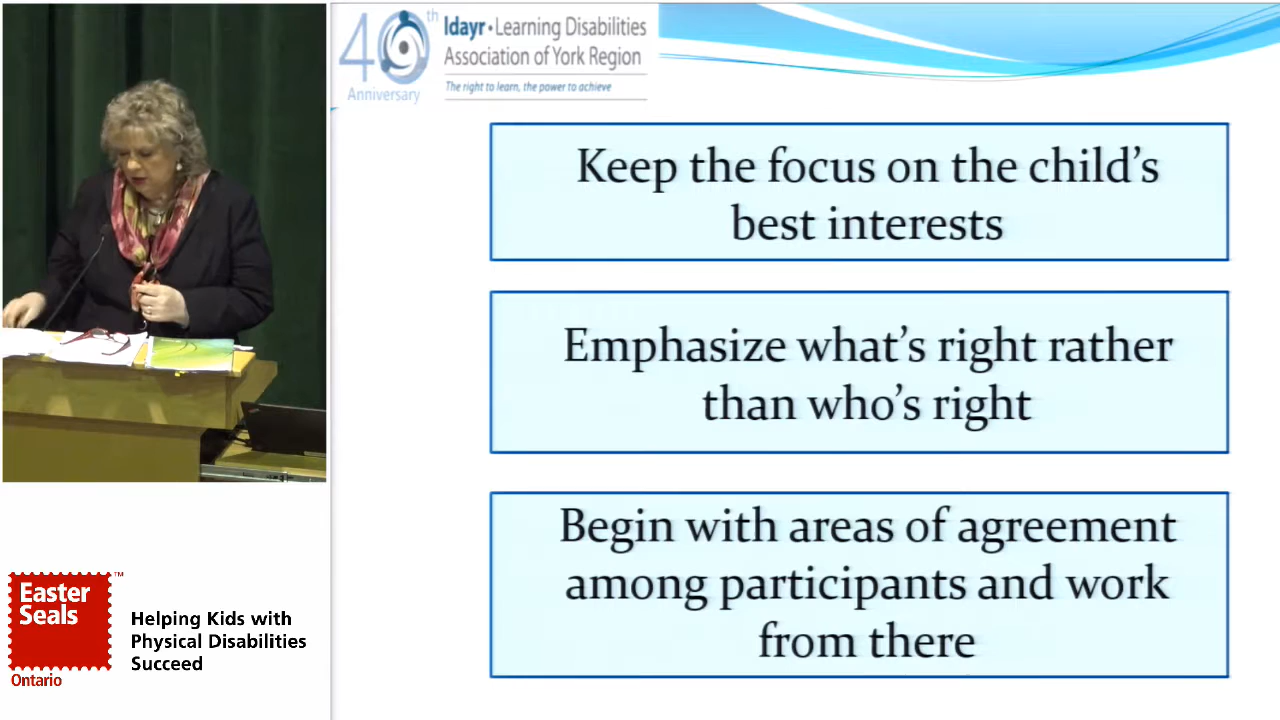 40th
Anniversary
ldayr • Learning Disabilities
Association of York Region
The right to learn, the power to achieve
Keep the focus on the child’s
best interests
Emphasize what’s right rather
than who’s right
Begin with areas of agreement
among participants and work
from there
Easter
Seals™
Ontario
Helping Kids with
Physical Disabilities
Succeed